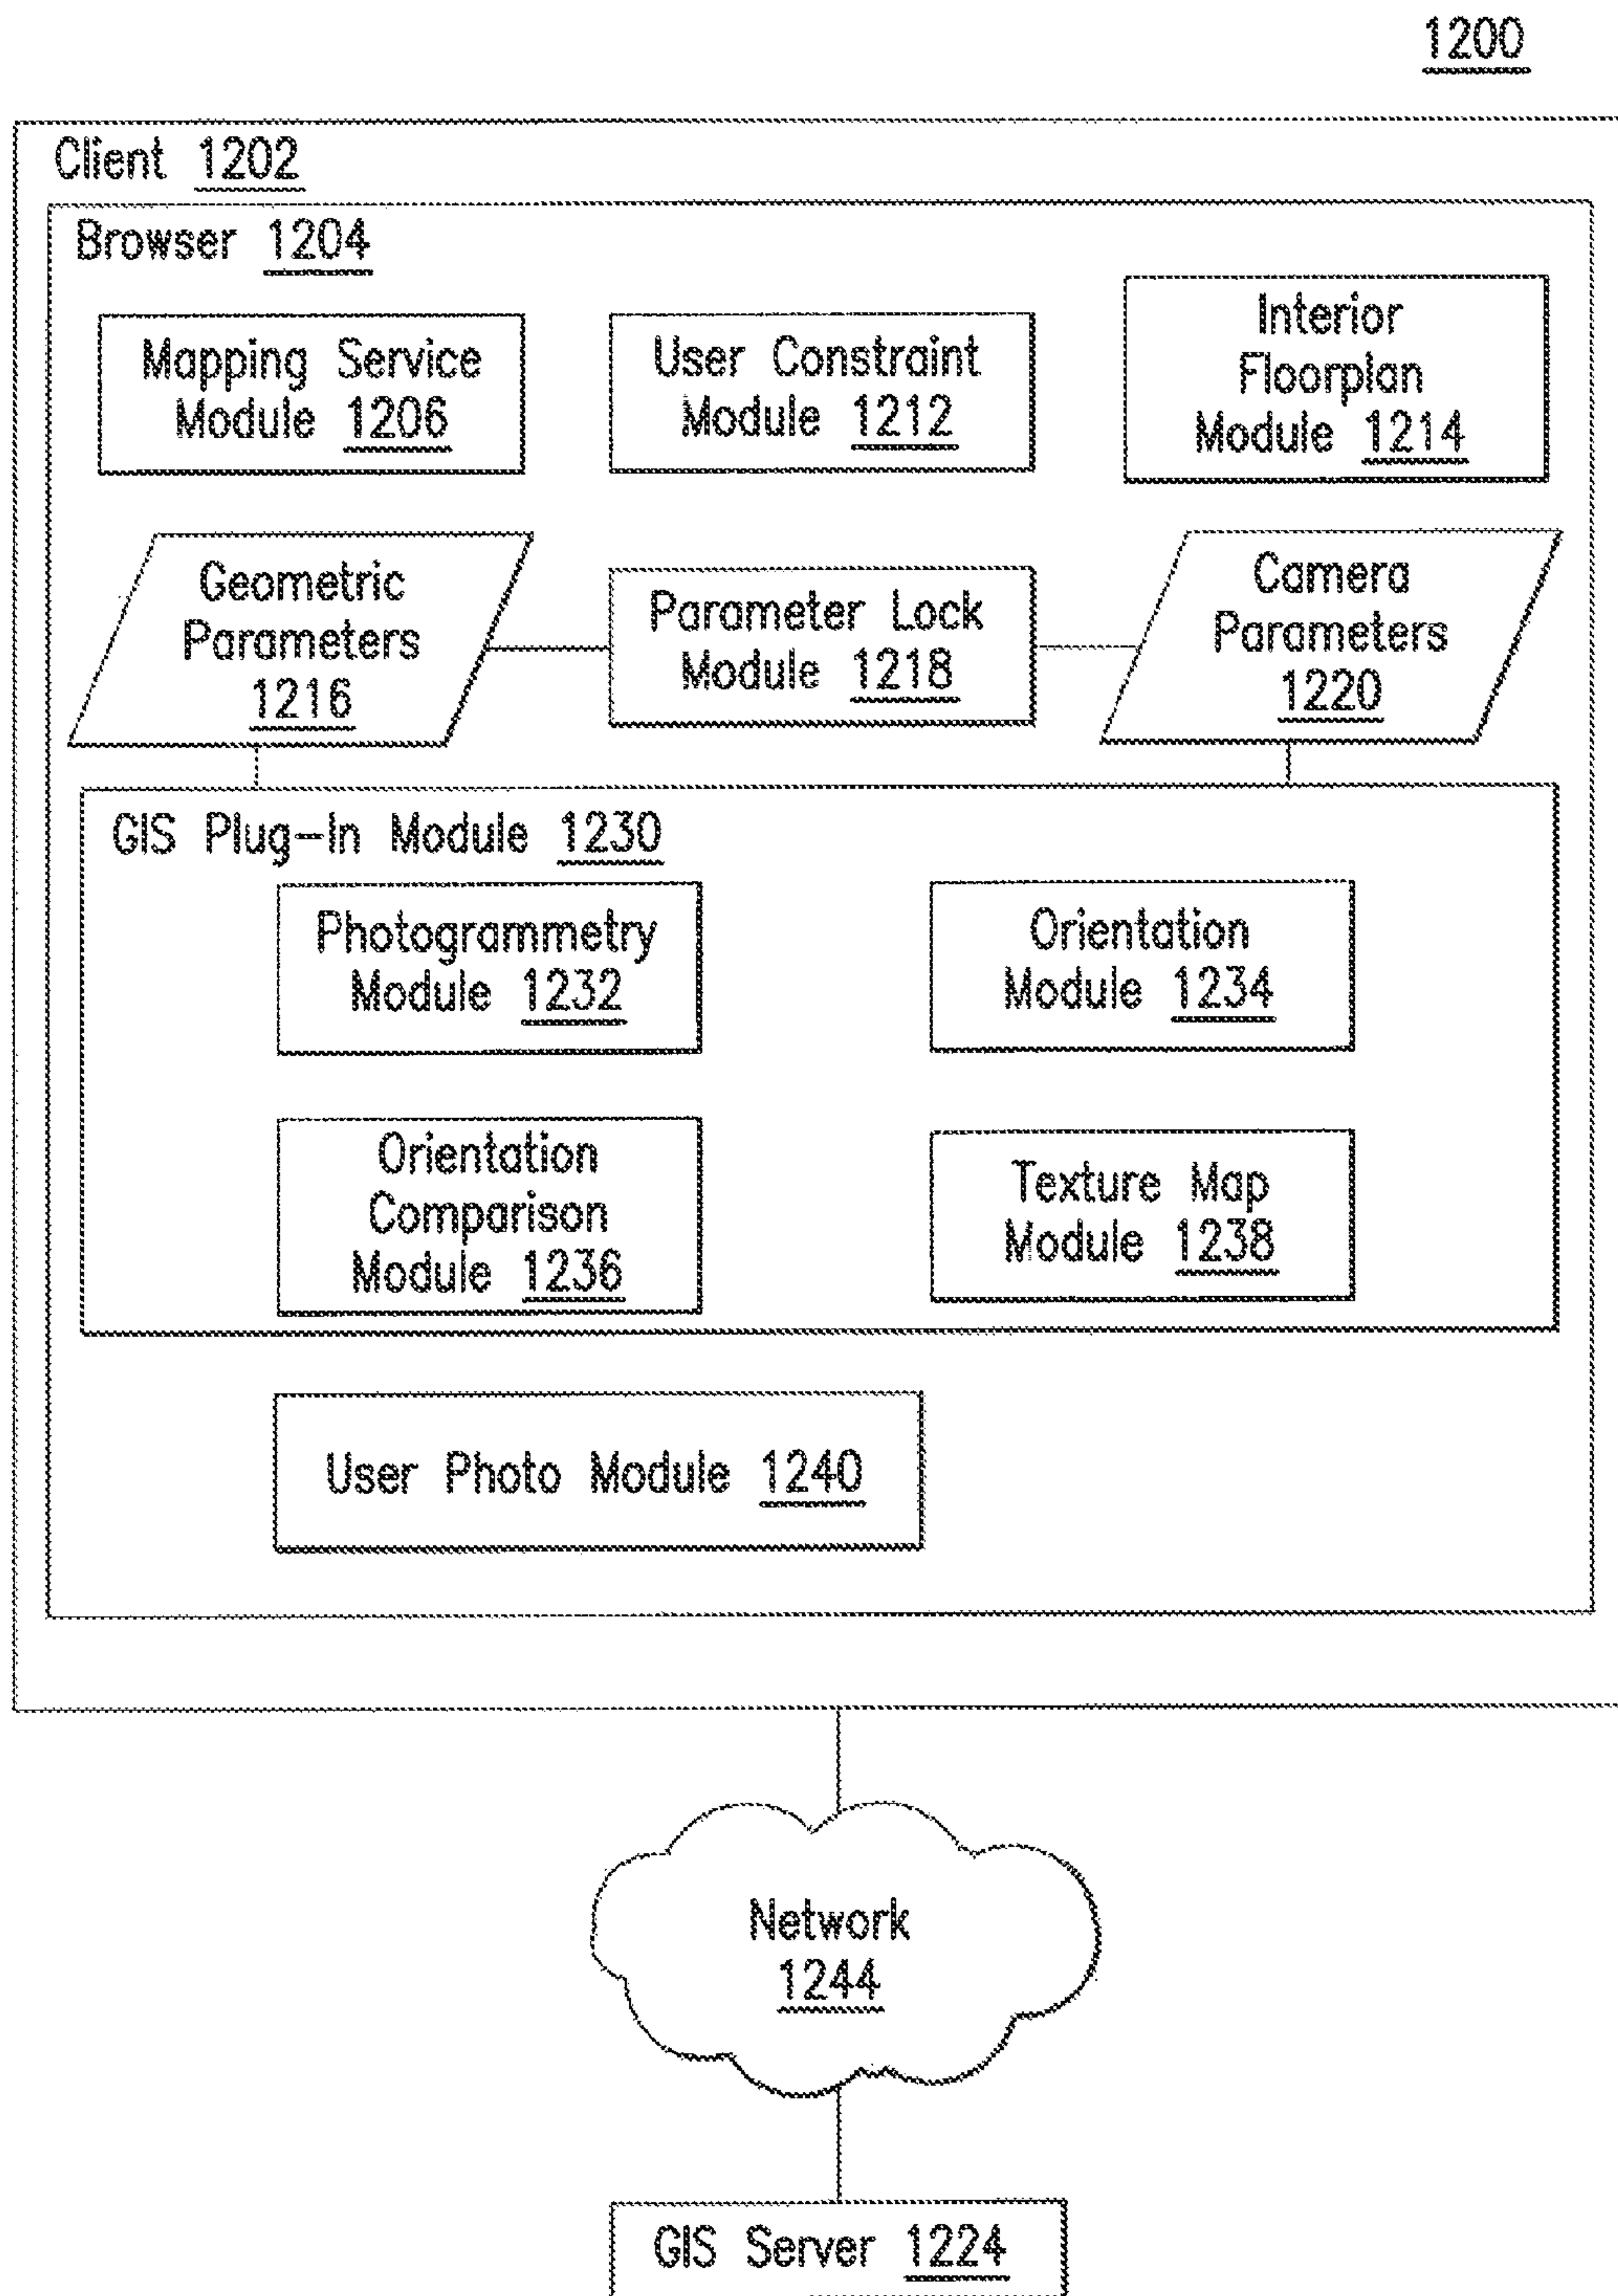 1200
Client 1202
Browser 1204
Mapping Service
Module 1206
User Constraint
Module 1212
Interior
Floorplan
Module 1214
Geometric
Parameters
1216
Parameter Lock
Module 1218
Camera
Parameters
1220
GIS Plug-In Module 1230
Photogrammetry
Module 1232
Orientation
Module 1234
Orientation
Comparison
Module 1236
Texture Map
Module 1238
User Photo Module 1240
Network
1244
GIS Server 1224